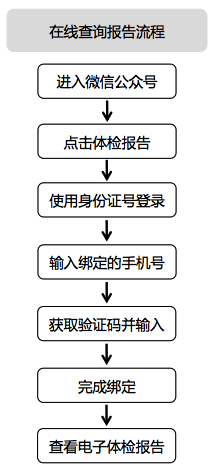 在线查询报告流程
进入微信公众号
点击体检报告
使用身份证号登录
输入绑定的手机号
获取验证码并输入
完成绑定
查看电子体检报告